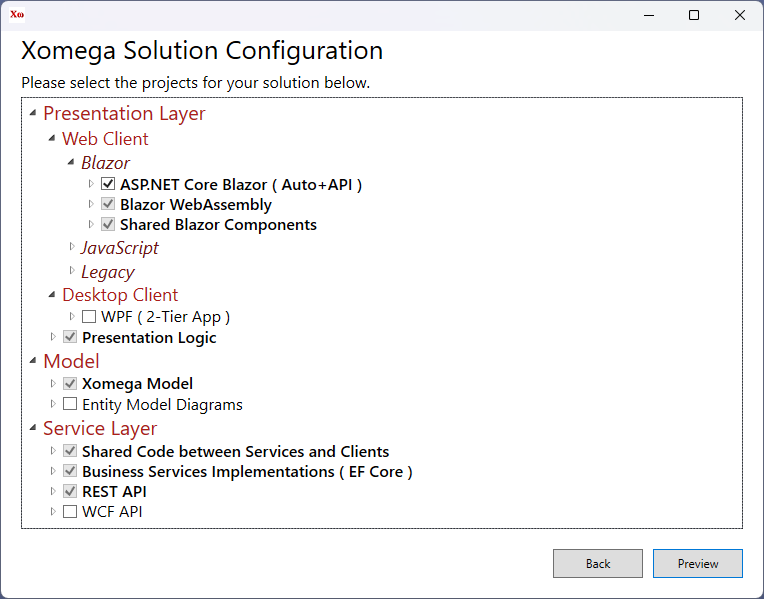 Xω
Xomega Solution Configuration
Please select the projects for your solution below.
Presentation Layer
Web Client
Blazor
ASP.NET Core Blazor ( Auto+API )
Blazor WebAssembly
Shared Blazor Components
JavaScript
Legacy
Desktop Client
WPF ( 2-Tier App )
Presentation Logic
Model
Xomega Model
Entity Model Diagrams
Service Layer
Shared Code between Services and Clients
Business Services Implementations ( EF Core )
REST API
WCF API
Back Preview